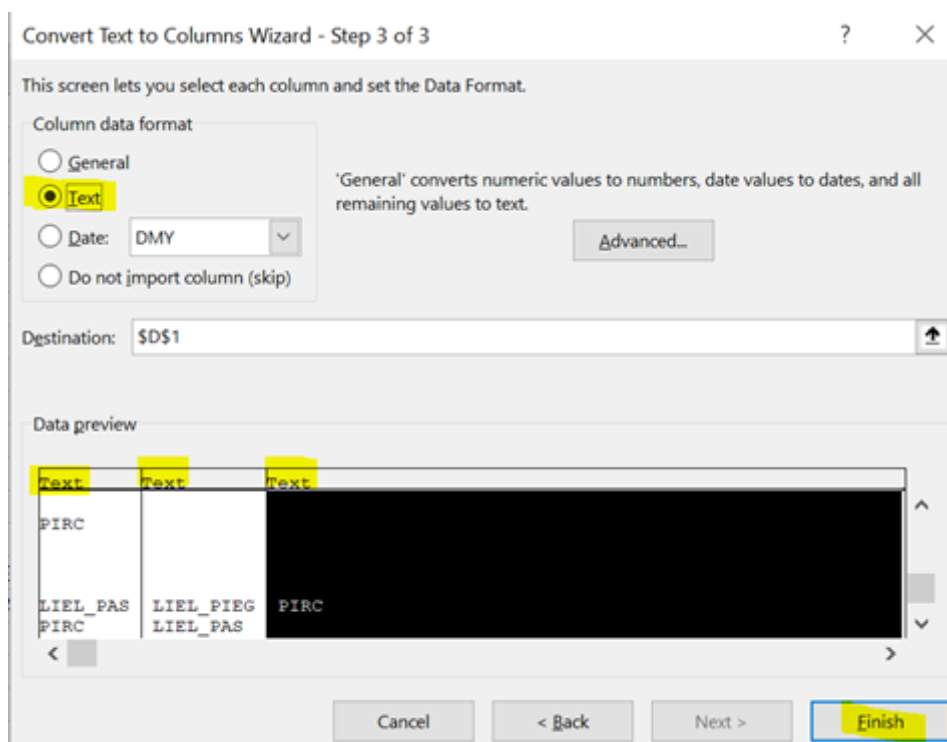 Convert Text to Columns Wizard - Step 3 of 3 ?
This screen lets you select each column and set the Data Format.
Column data format
General
Text
Date: DMY
Do not import column (skip)
'General' converts numeric values to numbers, date values to dates, and all
remaining values to text.
Advanced...
Destination: $D$1
Data preview
Text Text Text
PIRC
LIEL_PAS LIEL_PIEG PIRC
PIRC LIEL_PAS
Cancel < Back Next > Finish